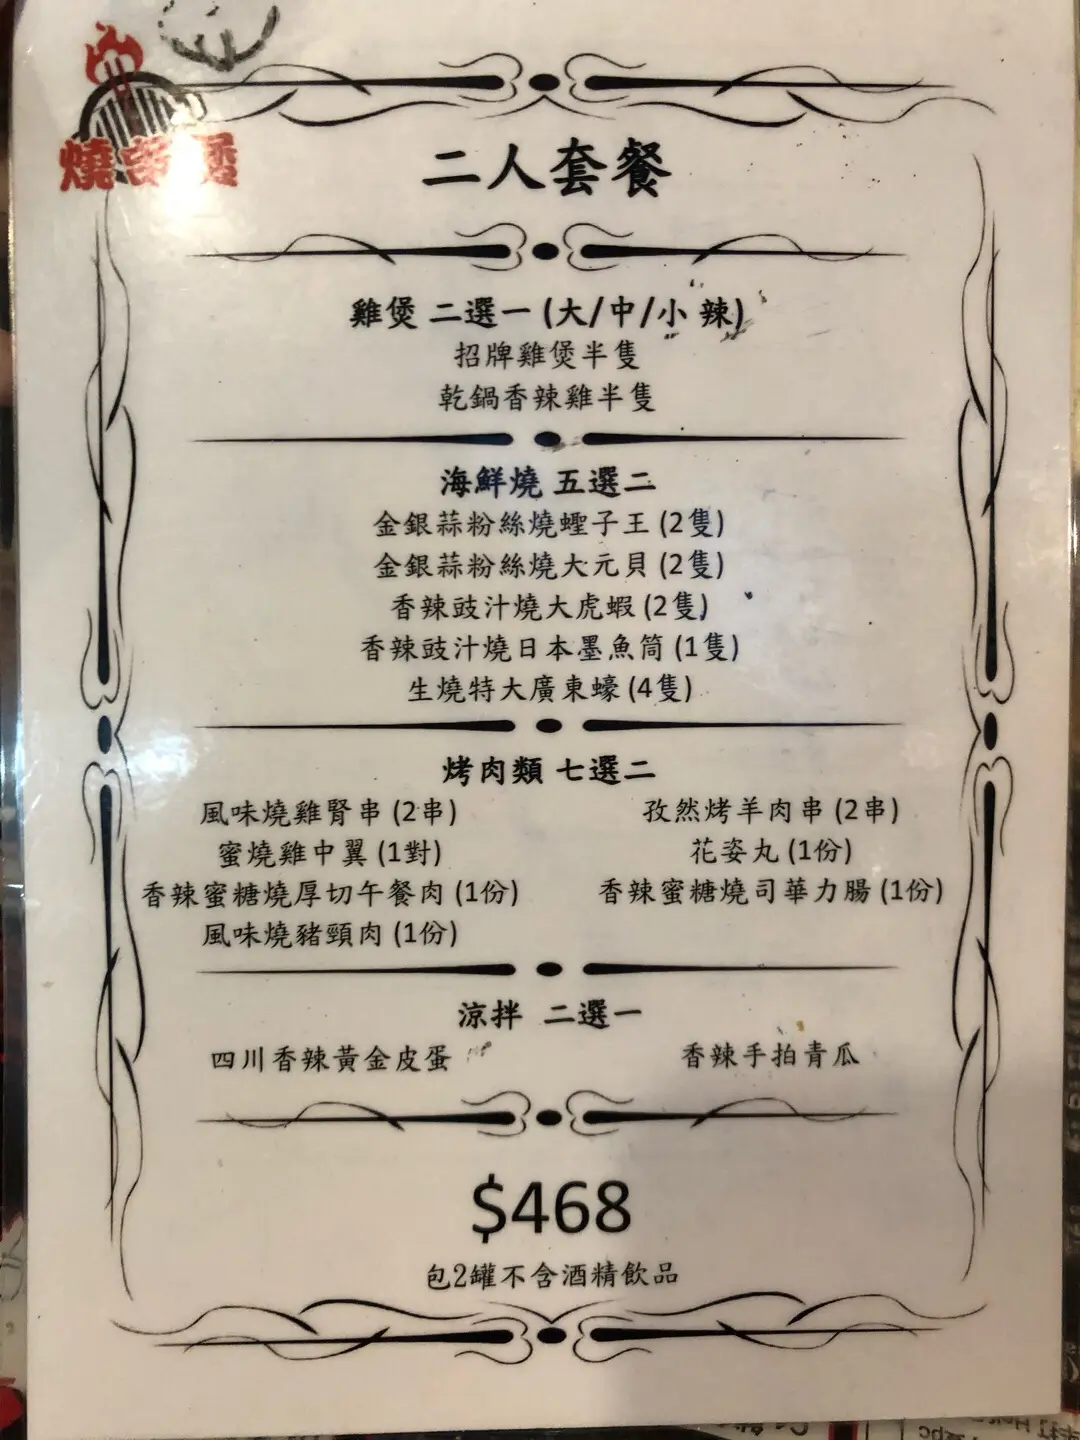 二人套餐
雞煲 二選一 (大/中/小 辣)
招牌雞煲半隻
乾鍋香辣雞半隻
海鮮燒 五選二
金銀蒜粉絲燒蟶子王 (2隻)
金銀蒜粉絲燒大元貝 (2隻)
香辣豉汁燒大虎蝦 (2隻)
香辣豉汁燒日本墨魚筒 (1隻)
生燒特大廣東蠔 (4隻)
烤肉類 七選二
風味燒雞腎串 (2串) 孜然烤羊肉串 (2串)
蜜燒雞中翼 (1對) 花姿丸 (1份)
香辣蜜糖燒厚切午餐肉 (1份) 香辣蜜糖燒司華力腸 (1份)
風味燒豬頸肉 (1份)
涼拌 二選一
四川香辣黃金皮蛋 香辣手拍青瓜
$468
包2罐不含酒精飲品